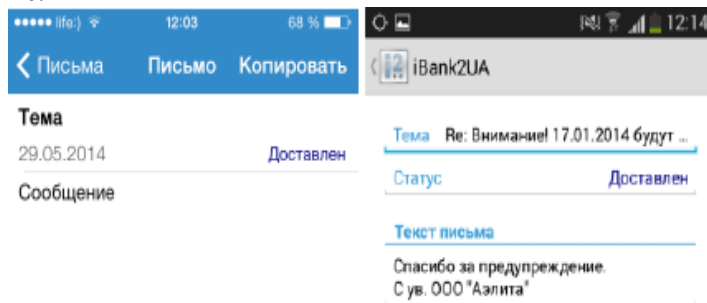 life:) 12:03 68 %
Письма Письмо Копировать
Тема
29.05.2014 Доставлен
Сообщение
12:14
iBank2UA
Тема Re: Внимание! 17.01.2014 будут ...
Статус Доставлен
Текст письма
Спасибо за предупреждение.
С ув. ООО "Аэлита"